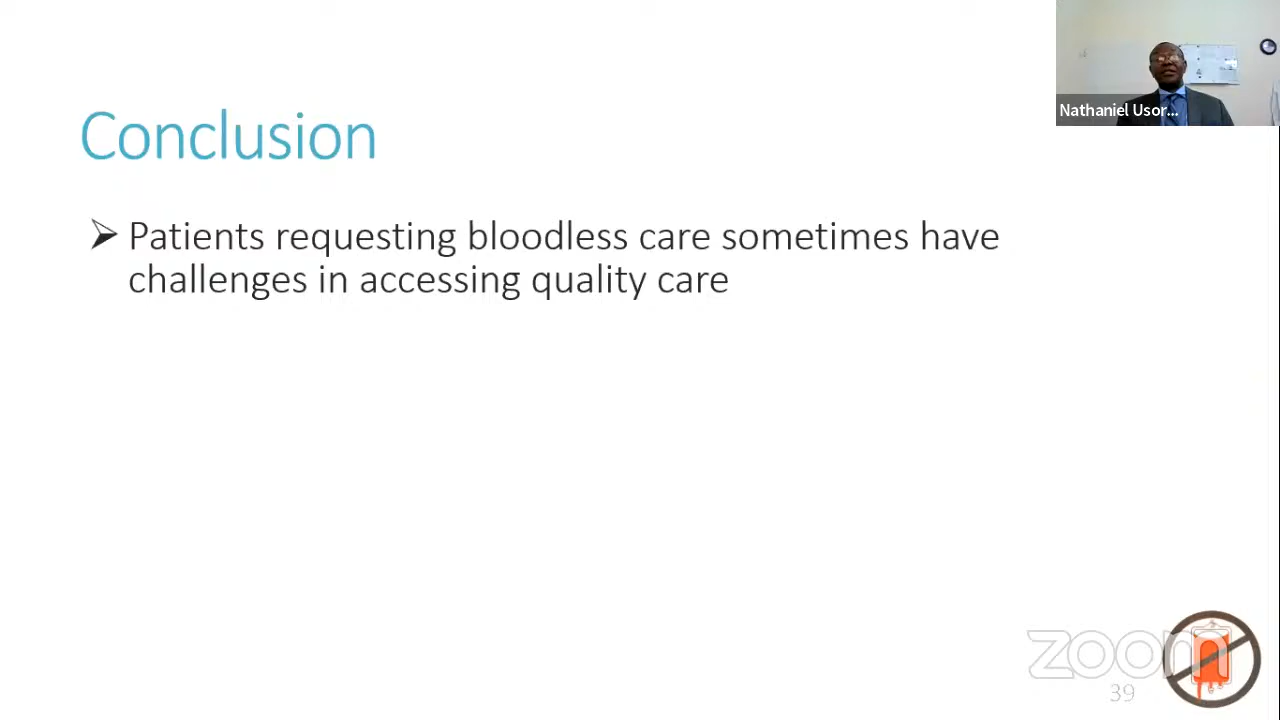 Nathaniel Usor...
Conclusion
➤ Patients requesting bloodless care sometimes have
challenges in accessing quality care
zoom
39